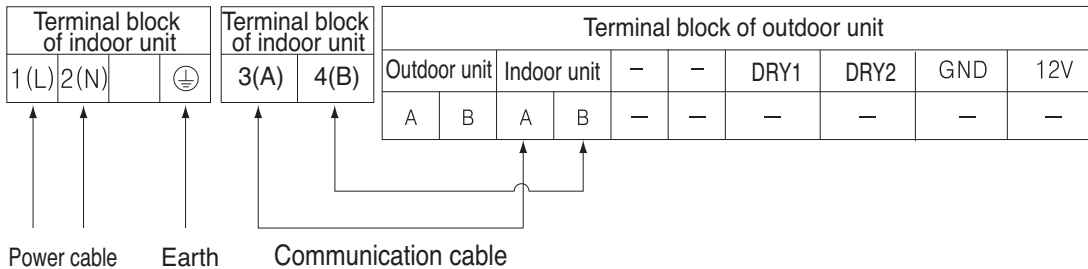 Terminal block
of indoor unit
1(L) 2(N)
Terminal block
of indoor unit
3(A) 4(B)
Terminal block of outdoor unit
Outdoor unit Indoor unit − − DRY1 DRY2 GND 12V
A B A B − − − − − −
Power cable Earth Communication cable